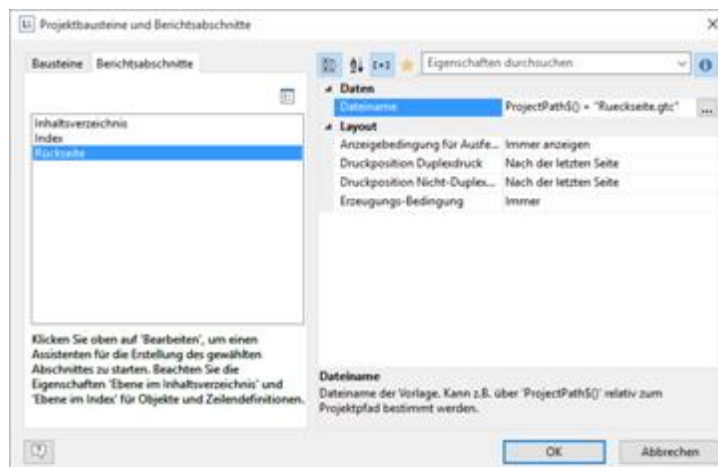 Projektbausteine und Berichtsabschnitte
Bausteine Berichtsabschnitte
Eigenschaften durchsuchen
Inhaltsverzeichnis
Index
Rückseite
Daten
Dateiname ProjectPath$() + "Rueckseite.gtc" ...
Layout
Anzeigebedingung für Ausfe... Immer anzeigen
Druckposition Duplexdruck Nach der letzten Seite
Druckposition Nicht-Duplex... Nach der letzten Seite
Erzeugungs-Bedingung Immer
Klicken Sie oben auf 'Bearbeiten', um einen
Assistenten für die Erstellung des gewählten
Abschnittes zu starten. Beachten Sie die
Eigenschaften 'Ebene im Inhaltsverzeichnis' und
'Ebene im Index' für Objekte und Zeilendefinitionen.
Dateiname
Dateiname der Vorlage. Kann z.B. über 'ProjectPath$()' relativ zum
Projektpfad bestimmt werden.
OK Abbrechen